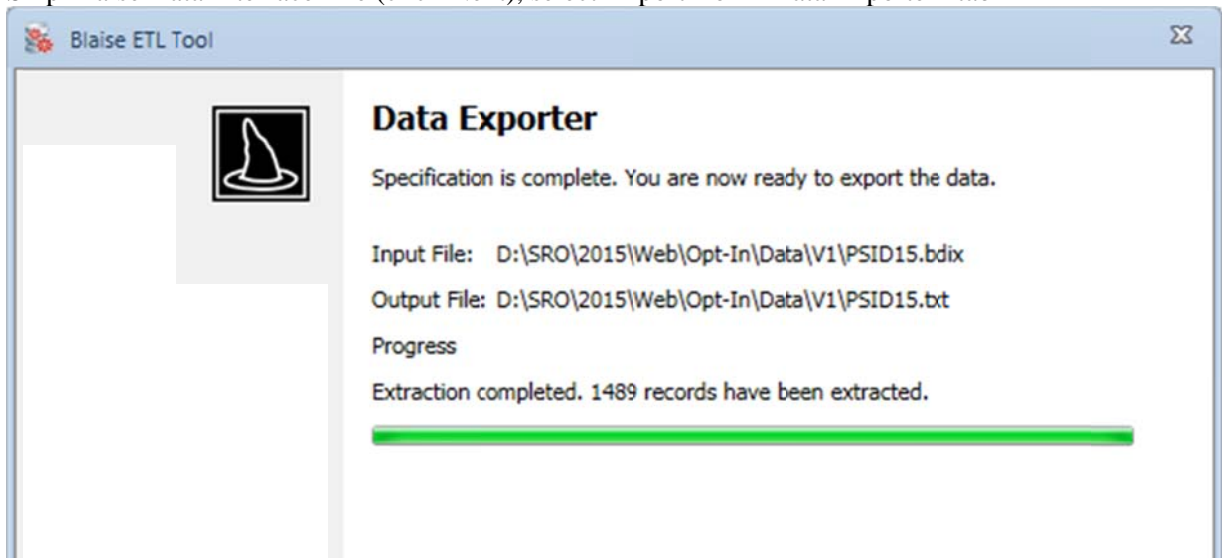 Blaise ETL Tool
Data Exporter
Specification is complete. You are now ready to export the data.
Input File: D:\SRO\2015\Web\Opt-In\Data\V1\PSID15.bdix
Output File: D:\SRO\2015\Web\Opt-In\Data\V1\PSID15.txt
Progress
Extraction completed. 1489 records have been extracted.